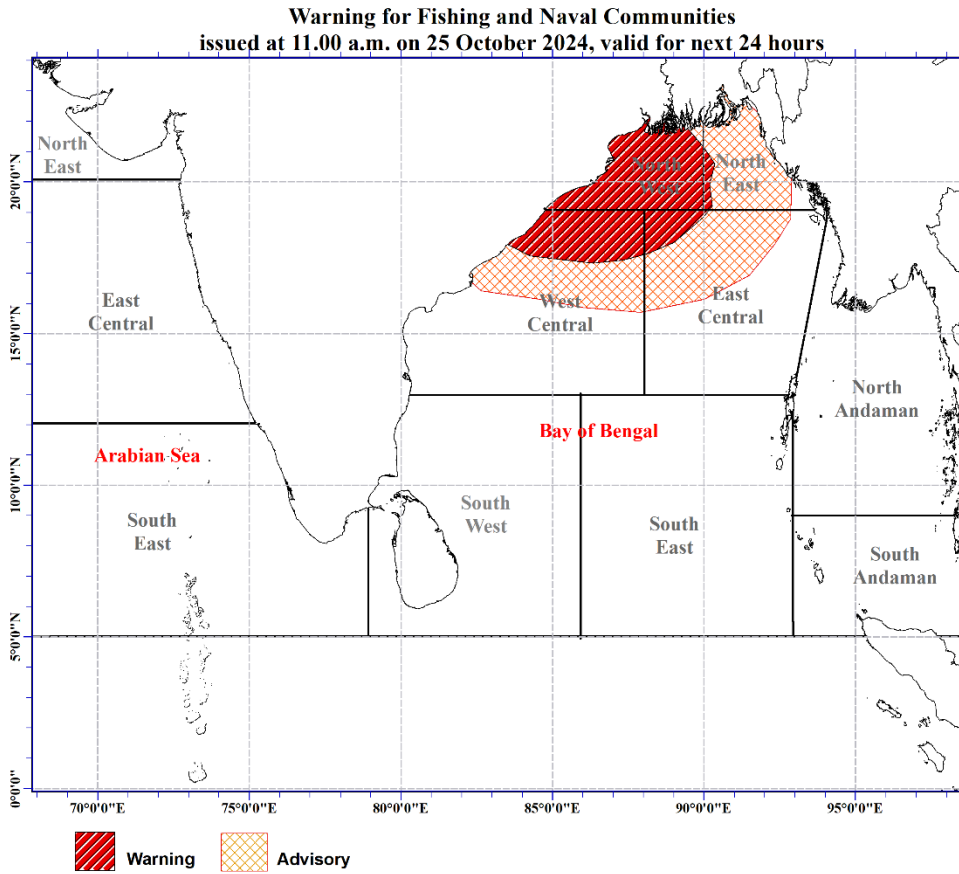 Warning for Fishing and Naval Communities
issued at 11.00 a.m. on 25 October 2024, valid for next 24 hours
North
East
North
West
North
East
East
Central
West
Central
East
Central
North
Andaman
Bay of Bengal
Arabian Sea
South
East
South
West
South
East
South
Andaman
20°0'0"N
15°0'0"N
10°0'0"N
5°0'0"N
0°0'0"
70°0'0"E
75°0'0"E
80°0'0"E
85°0'0"E
90°0'0"E
95°0'0"E
Warning
Advisory